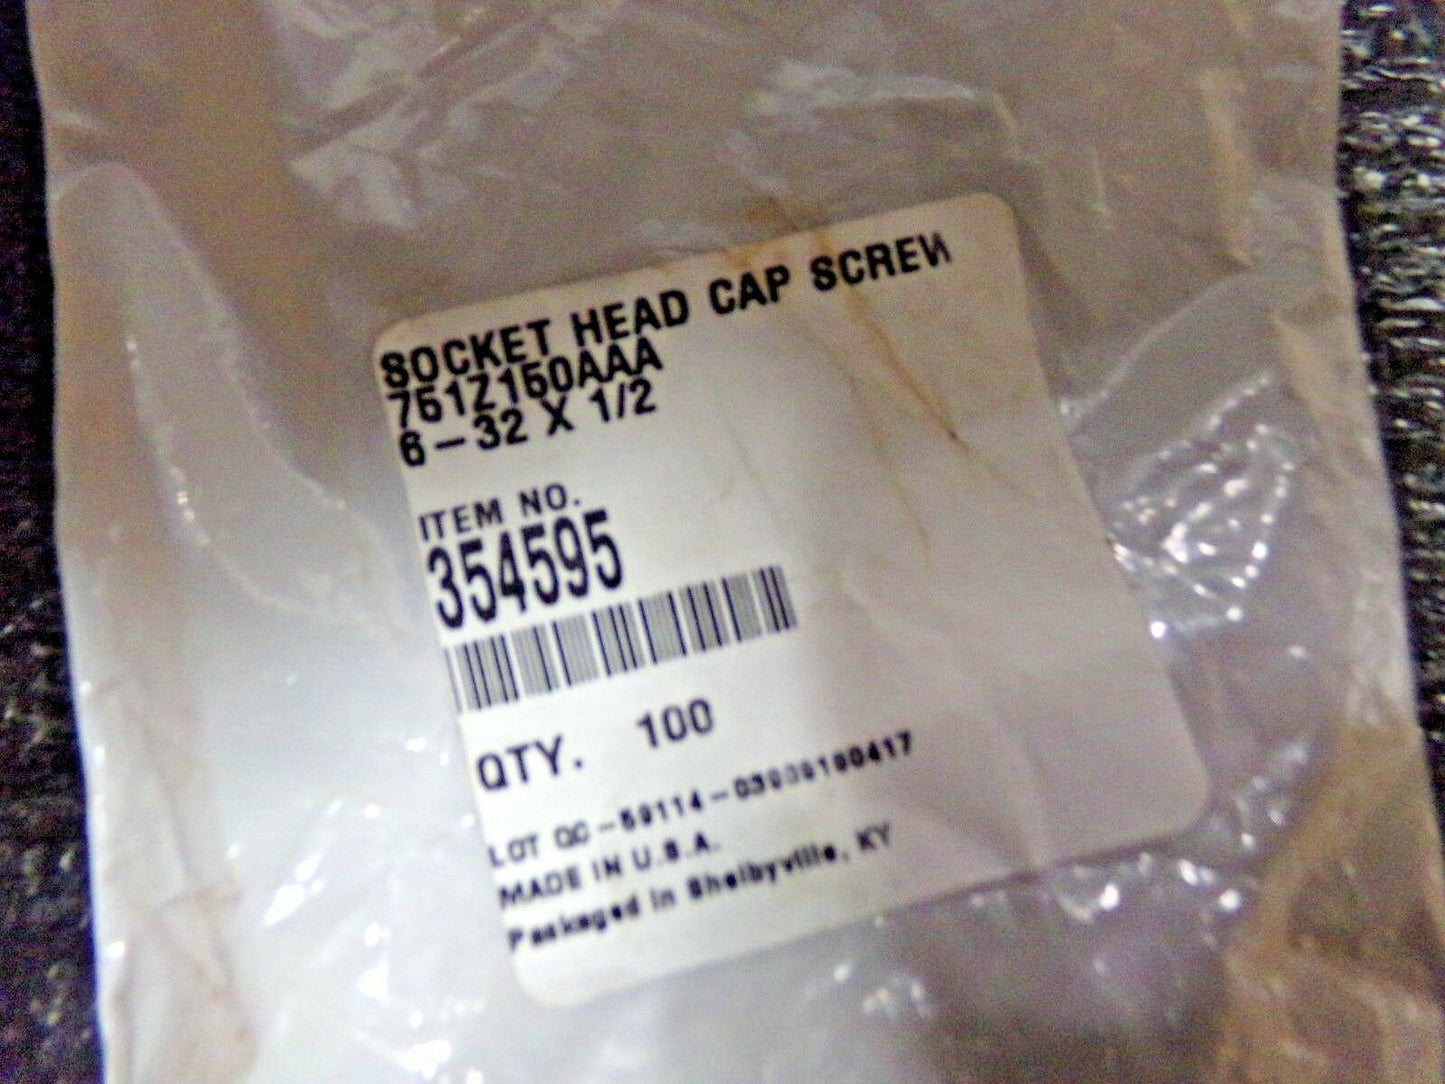 SOCKET HEAD CAP SCREW
751Z150AAA
6-32 X 1/2
ITEM NO.
354595
QTY. 100
LOT
MADE IN U.S.A.
Packaged in Shelbyville, KY